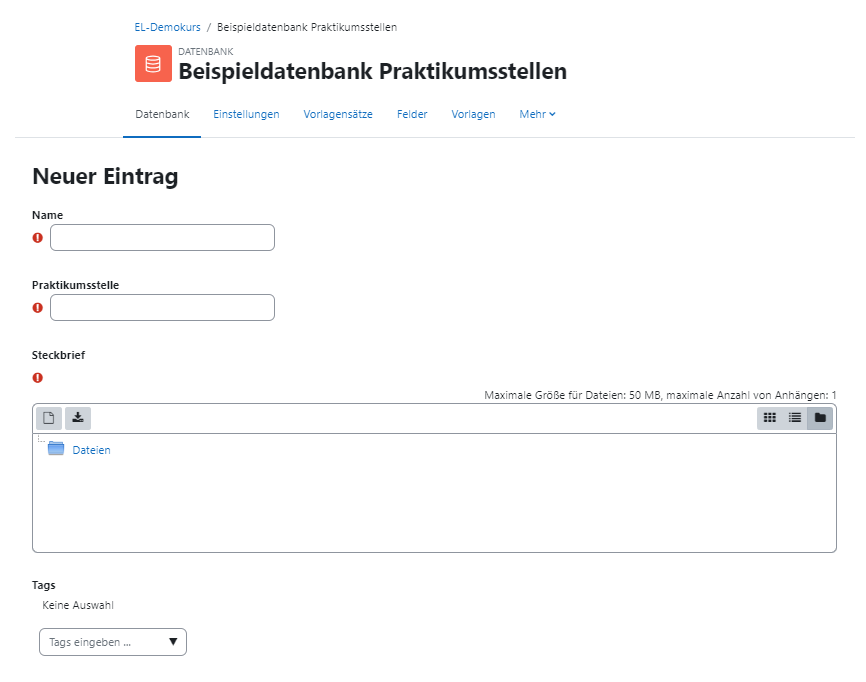 EL-Demokurs / Beispieldatenbank Praktikumsstellen
DATENBANK
Beispieldatenbank Praktikumsstellen
Datenbank Einstellungen Vorlagensätze Felder Vorlagen Mehr
Neuer Eintrag
Name
Praktikumsstelle
Steckbrief
Maximale Größe für Dateien: 50 MB, maximale Anzahl von Anhängen: 1
Dateien
Tags
Keine Auswahl
Tags eingeben ...